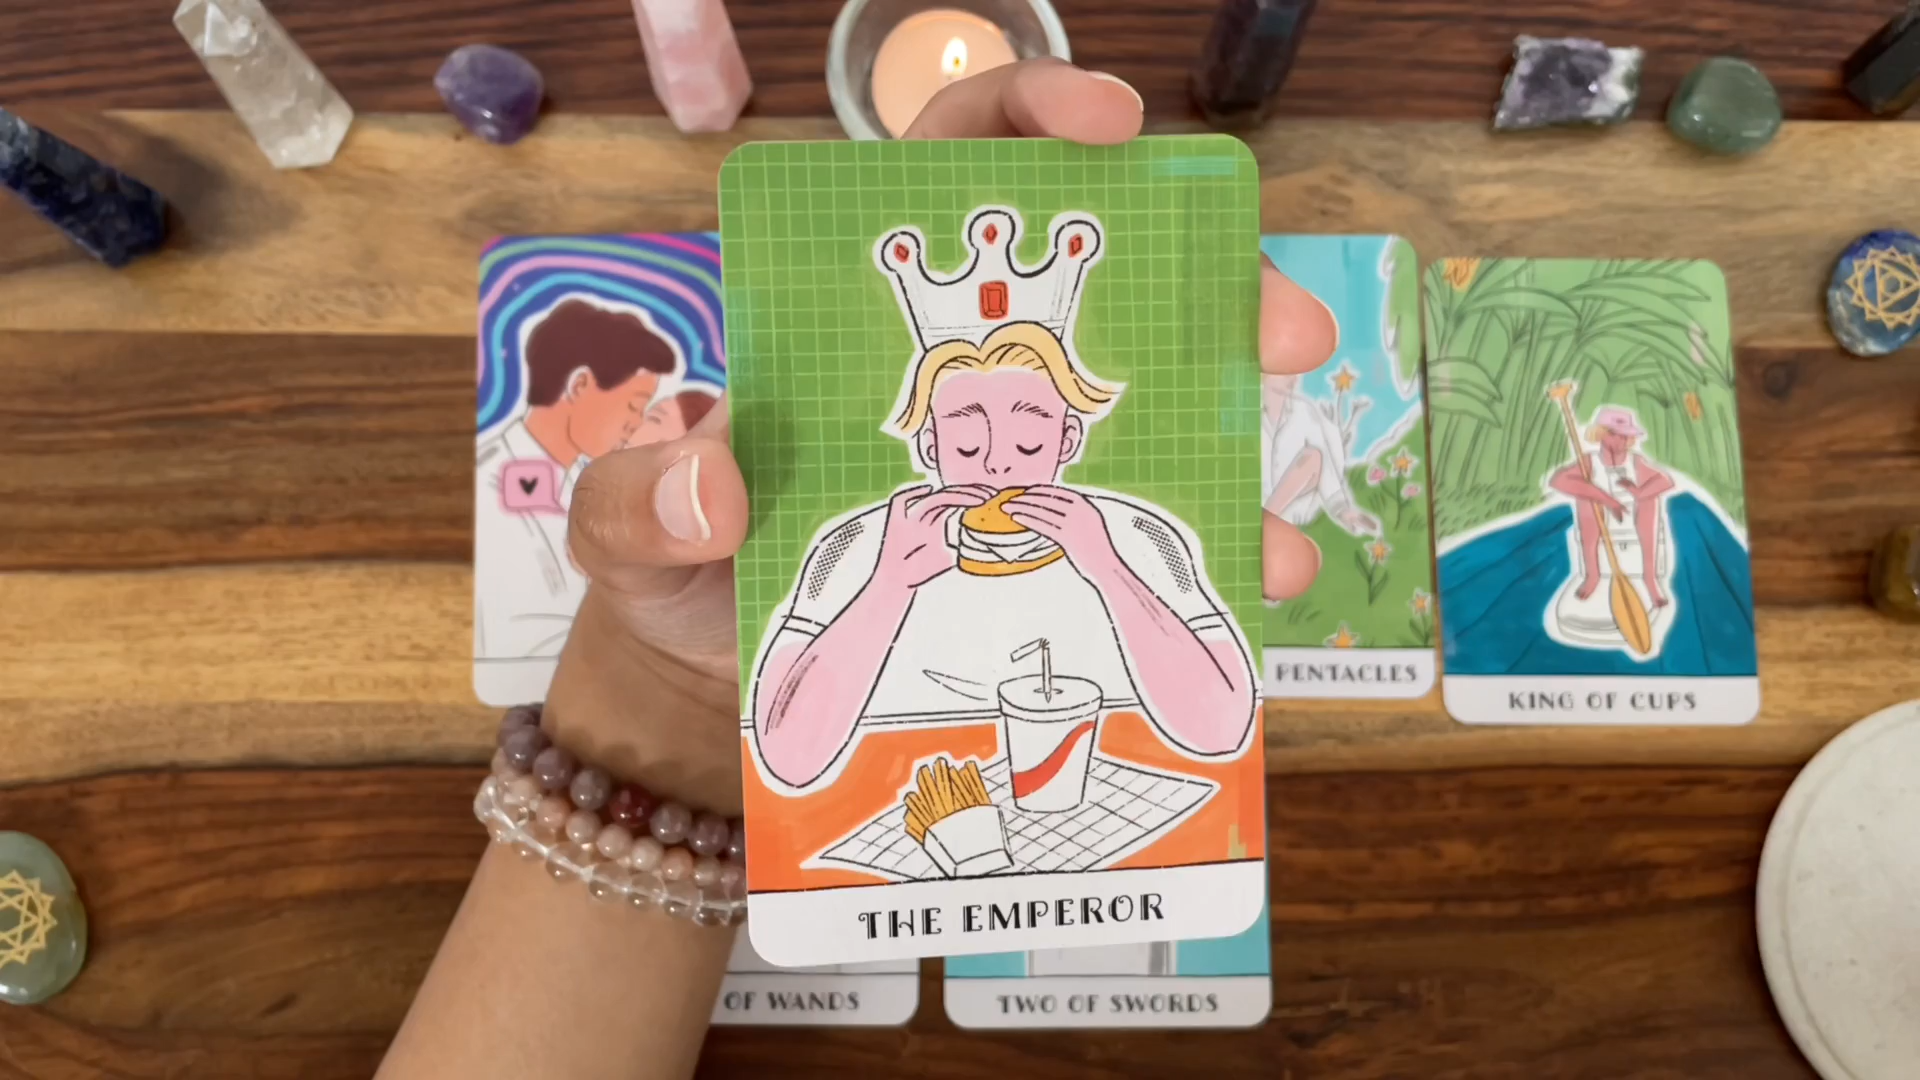 THE EMPEROR
PENTACLES
KING OF CUPS
OF WANDS
TWO OF SWORDS